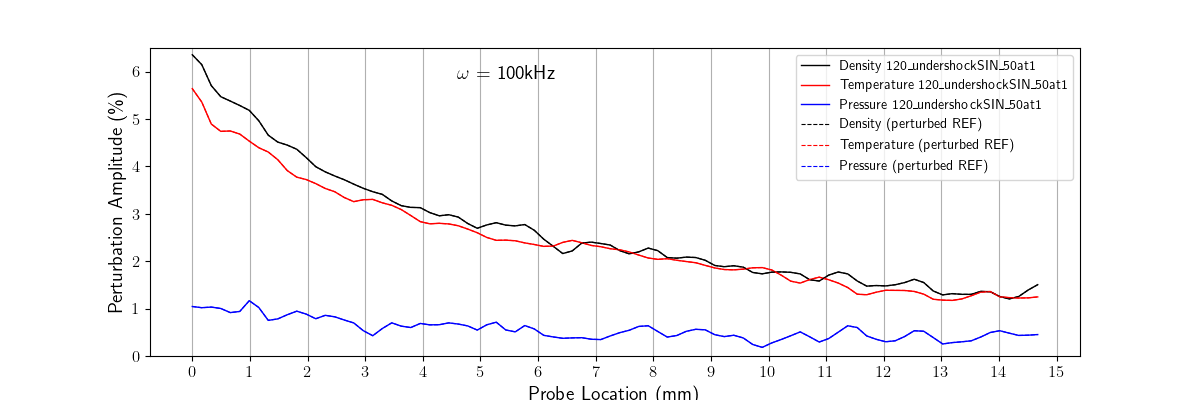 ω = 100kHz
Density 120_undershockSIN_50at1
Temperature 120_undershockSIN_50at1
Pressure 120_undershockSIN_50at1
Density (perturbed REF)
Temperature (perturbed REF)
Pressure (perturbed REF)
Perturbation Amplitude (%)
6
5
4
3
2
1
0
0 1 2 3 4 5 6 7 8 9 10 11 12 13 14 15
Probe Location (mm)